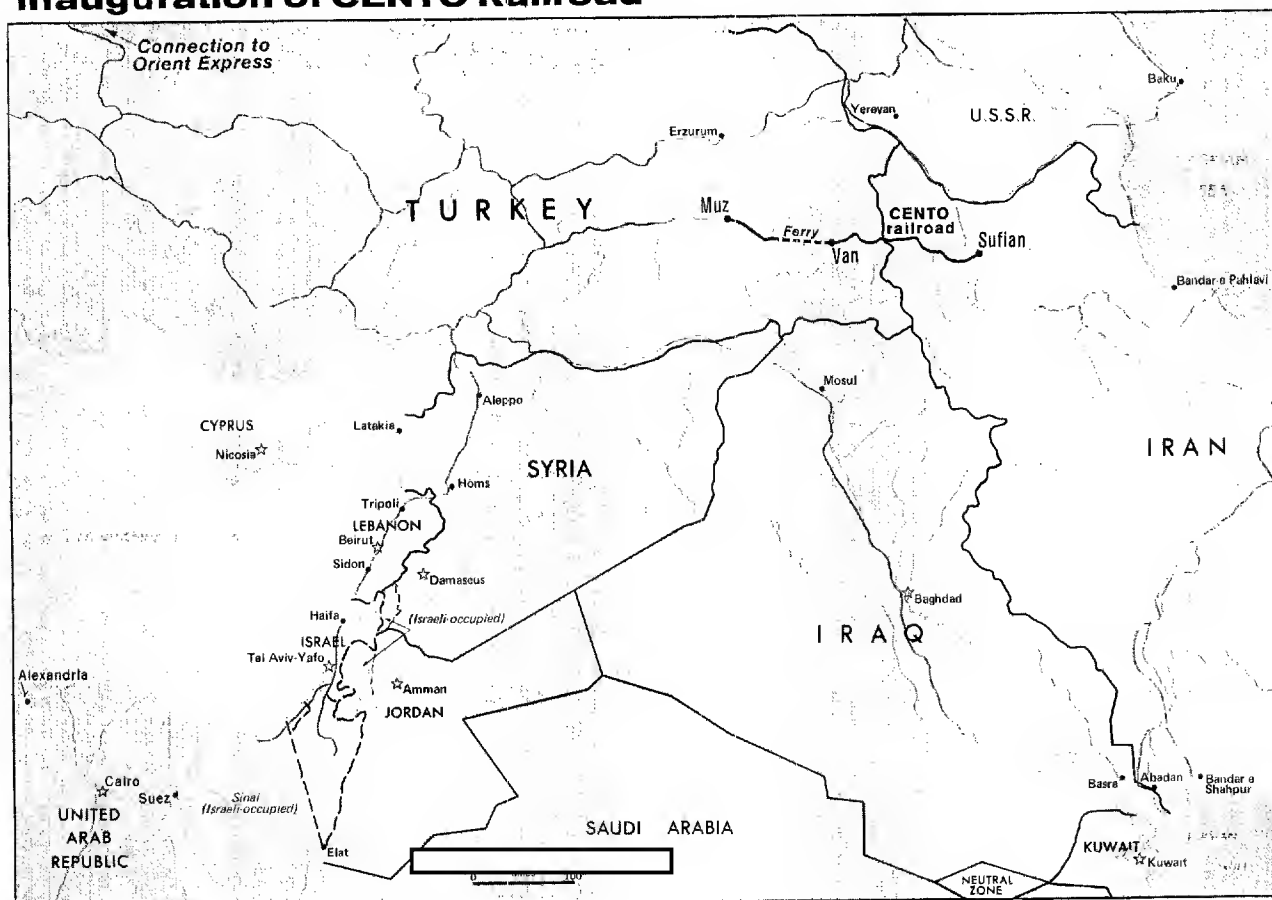 Inauguration of CENTO Railroad
Connection to
Orient Express
Baku
Yerevan
U.S.S.R.
Erzurum
TURKEY
Muz
CENTO
railroad
Ferry
Van
Sufian
Bandar-e Pahlavi
Mosul
Aleppo
CYPRUS
Latakia
Nicosia
IRAN
SYRIA
Homs
Tripoli
LEBANON
Beirut
Sidon
Damascus
Baghdad
Haifa
(Israeli-occupied)
ISRAEL
IRAQ
Tel Aviv-Yafo
Alexandria
Amman
JORDAN
Cairo
Suez
Sinai
(Israeli-occupied)
Basra
Abadan
Bandar e
Shahpur
UNITED
ARAB
REPUBLIC
SAUDI ARABIA
Elat
KUWAIT
Kuwait
0 100
NEUTRAL
ZONE